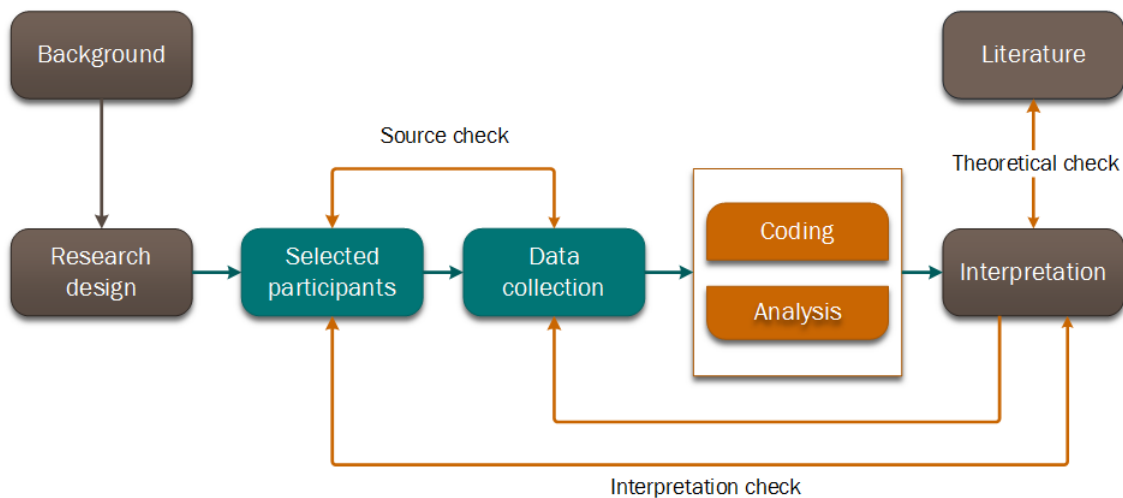 Background
Literature
Source check
Theoretical check
Research
design
Selected
participants
Data
collection
Coding
Analysis
Interpretation
Interpretation check